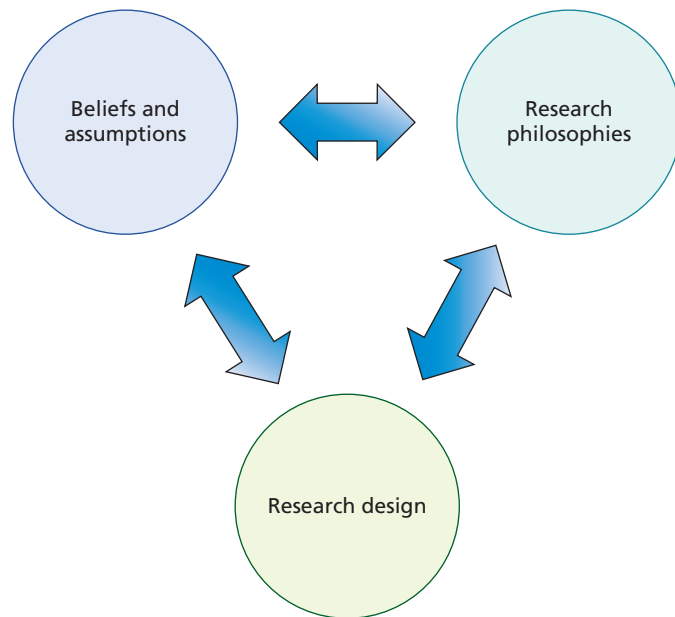 Beliefs and
assumptions
Research
philosophies
Research design